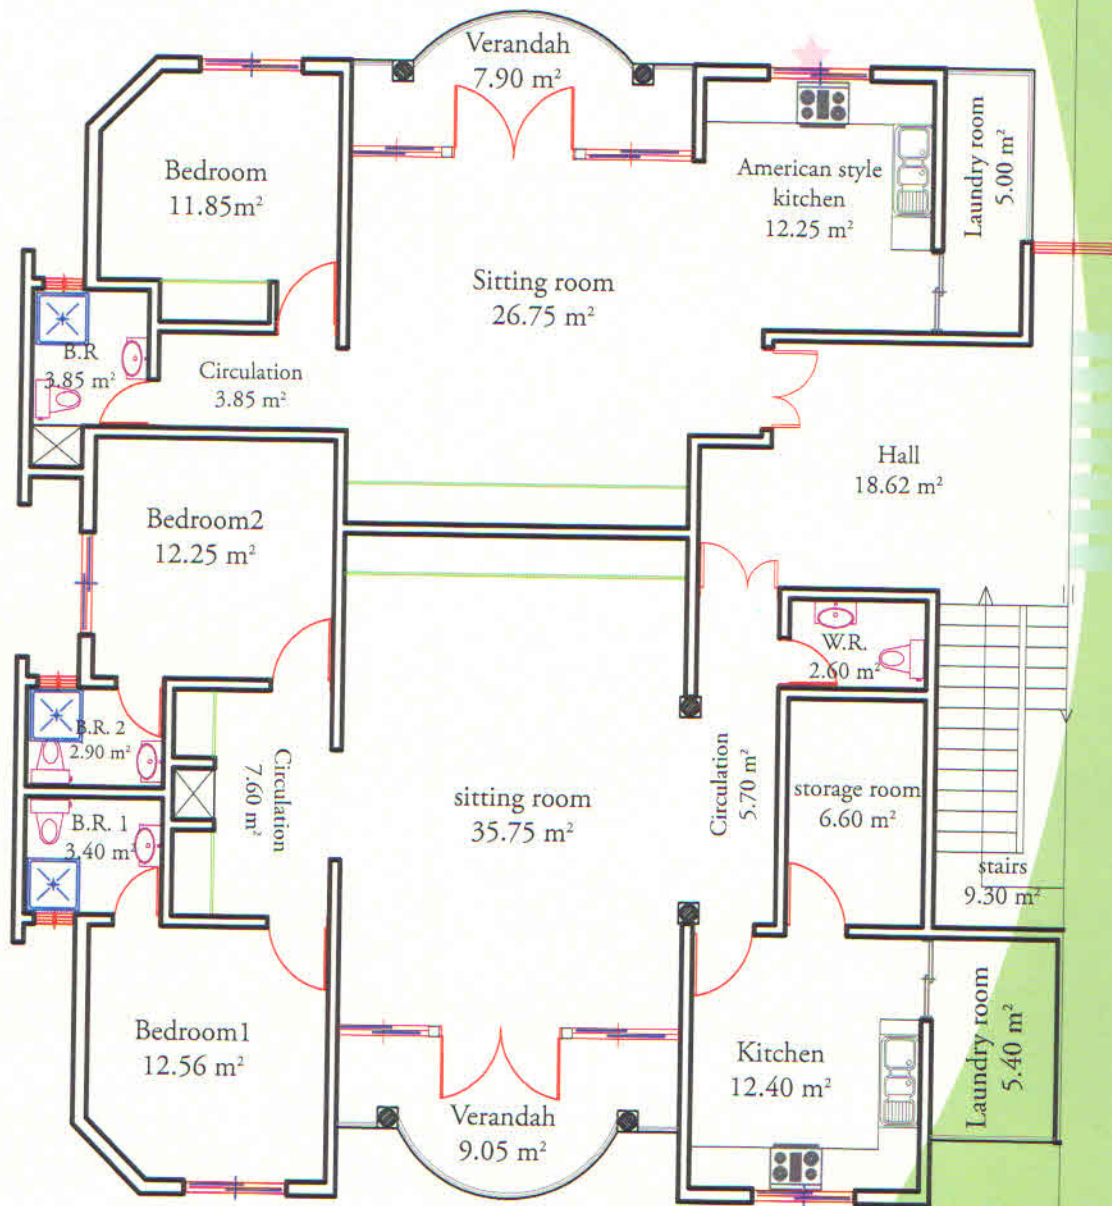 Verandah
7.90 m²
Bedroom
11.85m²
American style
kitchen
12.25 m²
Laundry room
5.00 m²
Sitting room
26.75 m²
B.R
3.85 m²
Circulation
3.85 m²
Hall
18.62 m²
Bedroom2
12.25 m²
W.R.
2.60 m²
B.R. 2
2.90 m²
Circulation
7.60 m²
sitting room
35.75 m²
Circulation
5.70 m²
storage room
6.60 m²
B.R. 1
3.40 m²
stairs
9.30 m²
Bedroom1
12.56 m²
Kitchen
12.40 m²
Laundry room
5.40 m²
Verandah
9.05 m²